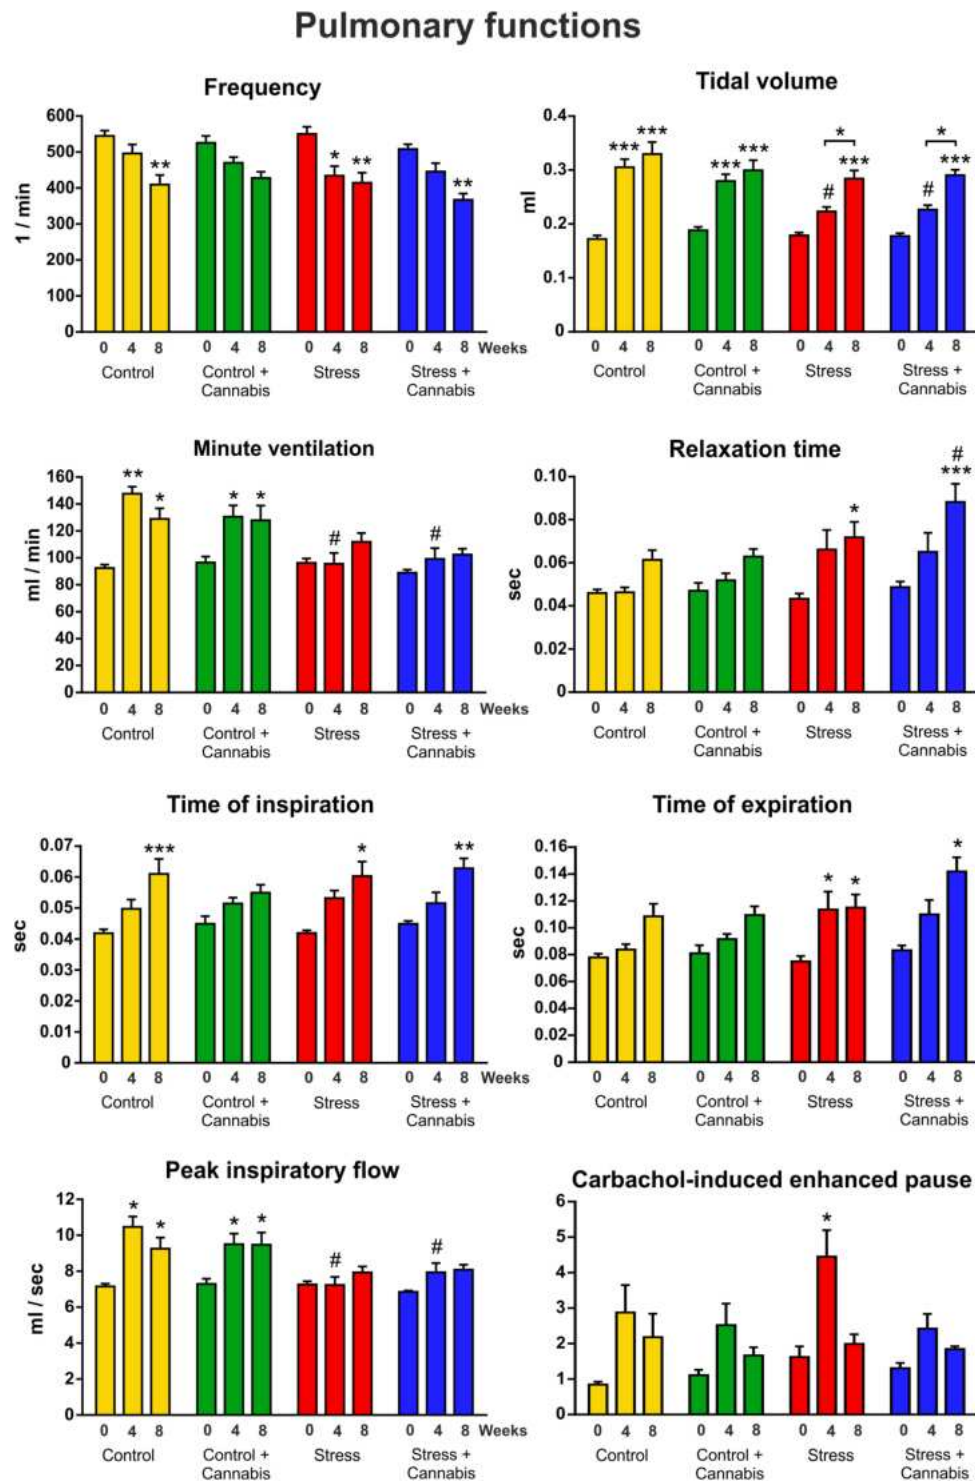 Pulmonary functions
Frequency
600
500
400
300
200
100
0
1 / min
** * ** **
0 4 8 0 4 8 0 4 8 0 4 8 Weeks
Control Control + Stress Stress +
Cannabis Cannabis
Tidal volume
0.4
0.3
0.2
0.1
0
ml
* *
*** *** *** *** # *** # ***
0 4 8 0 4 8 0 4 8 0 4 8
Control Control + Stress Stress +
Cannabis Cannabis
Minute ventilation
160
140
120
100
80
60
40
20
0
ml / min
** * * * # #
0 4 8 0 4 8 0 4 8 0 4 8 Weeks
Control Control + Stress Stress +
Cannabis Cannabis
Relaxation time
0.10
0.08
0.06
0.04
0.02
0
sec
#
* ***
0 4 8 0 4 8 0 4 8 0 4 8
Control Control + Stress Stress +
Cannabis Cannabis
Time of inspiration
0.07
0.06
0.05
0.04
0.03
0.02
0.01
0
sec
*** * **
0 4 8 0 4 8 0 4 8 0 4 8 Weeks
Control Control + Stress Stress +
Cannabis Cannabis
Time of expiration
0.16
0.14
0.12
0.10
0.08
0.06
0.04
0.02
0
sec
* * *
0 4 8 0 4 8 0 4 8 0 4 8
Control Control + Stress Stress +
Cannabis Cannabis
Peak inspiratory flow
12
10
8
6
4
2
0
ml / sec
* * * * # #
0 4 8 0 4 8 0 4 8 0 4 8 Weeks
Control Control + Stress Stress +
Cannabis Cannabis
Carbachol-induced enhanced pause
6
5
4
3
2
1
0
*
0 4 8 0 4 8 0 4 8 0 4 8
Control Control + Stress Stress +
Cannabis Cannabis